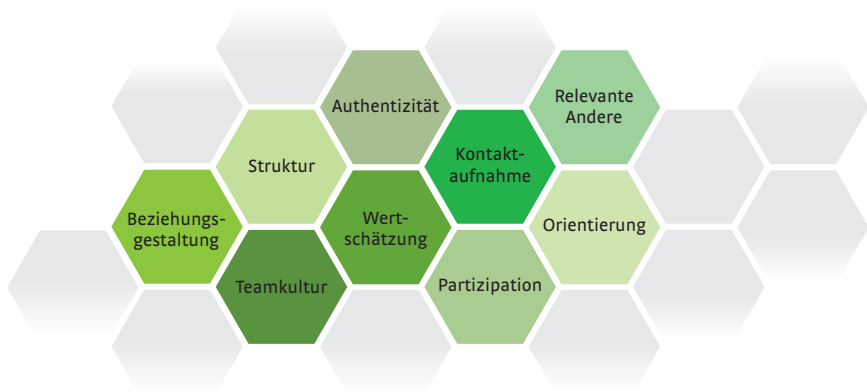 Relevante
Andere
Authentizität
Kontakt-
aufnahme
Struktur
Beziehungs-
gestaltung
Wert-
schätzung
Orientierung
Teamkultur
Partizipation